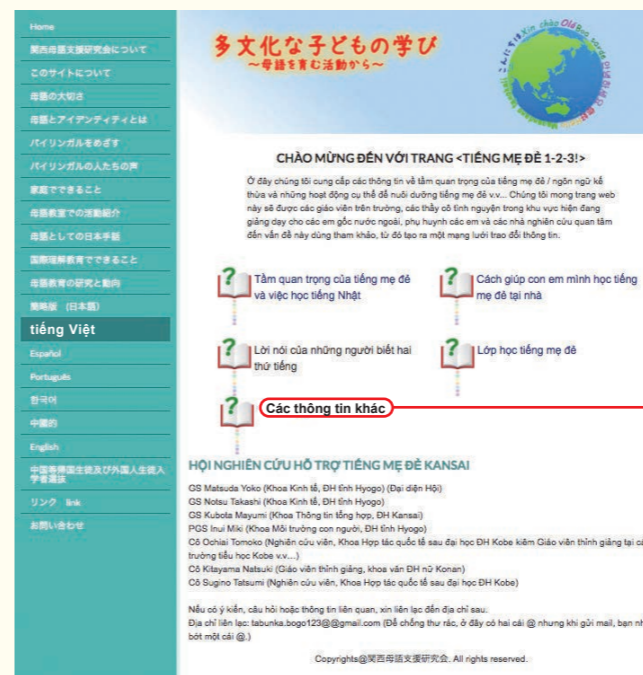 Home
関西母語支援研究会について
このサイトについて
母語の大切さ
母語とアイデンティティとは
バイリンガルをめざす
バイリンガルの人たちの声
家庭でできること
母語教室での活動紹介
母語としての日本手話
国際理解教育でできること
母語教育の研究と動向
簡略版 (日本語)
tiếng Việt
Español
Português
한국어
中國的
English
中国等帰国生徒及び外国人生徒入
学者選抜
リンク link
お問い合わせ
多文化な子どもの学び
~母語を育む活動から~
こんにちは Xin chào Olá
CHÀO MỪNG ĐẾN VỚI TRANG <TIẾNG MẸ ĐẺ 1-2-3!>
Ở đây chúng tôi cung cấp các thông tin về tầm quan trọng của tiếng mẹ đẻ / ngôn ngữ kế
thừa và những hoạt động cụ thể để nuôi dưỡng tiếng mẹ đẻ v.v... Chúng tôi mong trang web
này sẽ được các giáo viên trên trường, các thầy cô tình nguyện trong khu vực hiện đang
giảng dạy cho các em gốc nước ngoài, phụ huynh các em và các nhà nghiên cứu quan tâm
đến vấn đề này dùng tham khảo, từ đó tạo ra một mạng lưới trao đổi thông tin.
Tầm quan trọng của tiếng mẹ đẻ
và việc học tiếng Nhật
Cách giúp con em mình học tiếng
mẹ đẻ tại nhà
Lời nói của những người biết hai
thứ tiếng
Lớp học tiếng mẹ đẻ
Các thông tin khác
HỘI NGHIÊN CỨU HỖ TRỢ TIẾNG MẸ ĐẺ KANSAI
GS Matsuda Yoko (Khoa Kinh tế, ĐH tỉnh Hyogo) (Đại diện Hội)
GS Notsu Takashi (Khoa Kinh tế, ĐH tỉnh Hyogo)
GS Kubota Mayumi (Khoa Thông tin tổng hợp, ĐH Kansai)
PGS Inui Miki (Khoa Môi trường con người, ĐH tỉnh Hyogo)
Cô Ochiai Tomoko (Nghiên cứu viên, Khoa Hợp tác quốc tế sau đại học ĐH Kobe kiêm Giáo viên thỉnh giảng tại cá
trường tiểu học Kobe v.v...)
Cô Kitayama Natsuki (Giáo viên thỉnh giảng, khoa văn ĐH nữ Konan)
Cô Sugino Tatsumi (Nghiên cứu viên, Khoa Hợp tác quốc tế sau đại học ĐH Kobe)
Nếu có ý kiến, câu hỏi hoặc thông tin liên quan, xin liên lạc đến địa chỉ sau.
Địa chỉ liên lạc: tabunka.bogo123@@gmail.com (Để chống thư rác, ở đây có hai cái @ nhưng khi gửi mail, bạn nh
bớt một cái @.)
Copyrights@関西母語支援研究会. All rights reserved.